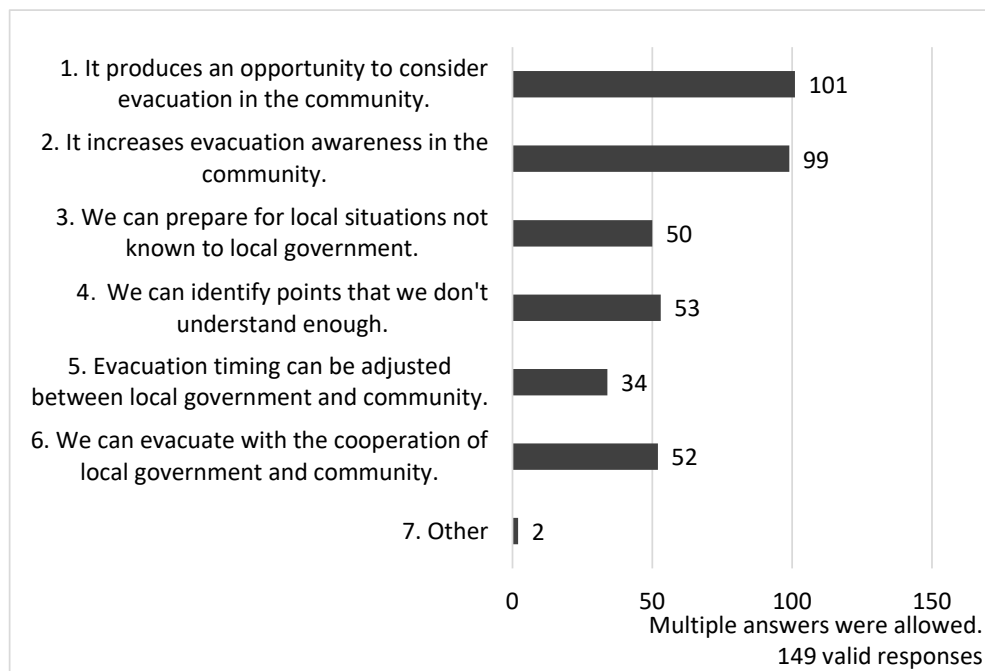 1. It produces an opportunity to consider
evacuation in the community.
101
2. It increases evacuation awareness in the
community.
99
3. We can prepare for local situations not
known to local government.
50
4.  We can identify points that we don't
understand enough.
53
5. Evacuation timing can be adjusted
between local government and community.
34
6. We can evacuate with the cooperation of
local government and community.
52
7. Other
2
0 50 100 150
Multiple answers were allowed.
149 valid responses